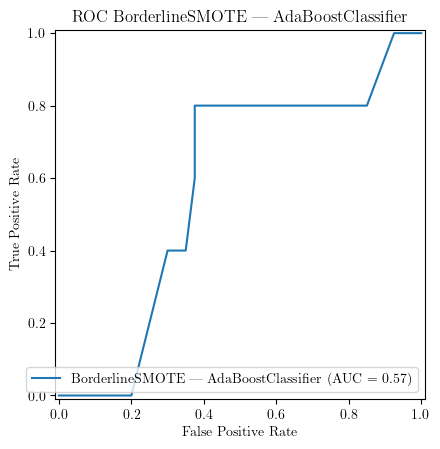 ROC BorderlineSMOTE — AdaBoostClassifier
1.0
0.8
0.6
0.4
0.2
0.0
True Positive Rate
BorderlineSMOTE — AdaBoostClassifier (AUC = 0.57)
0.0 0.2 0.4 0.6 0.8 1.0
False Positive Rate